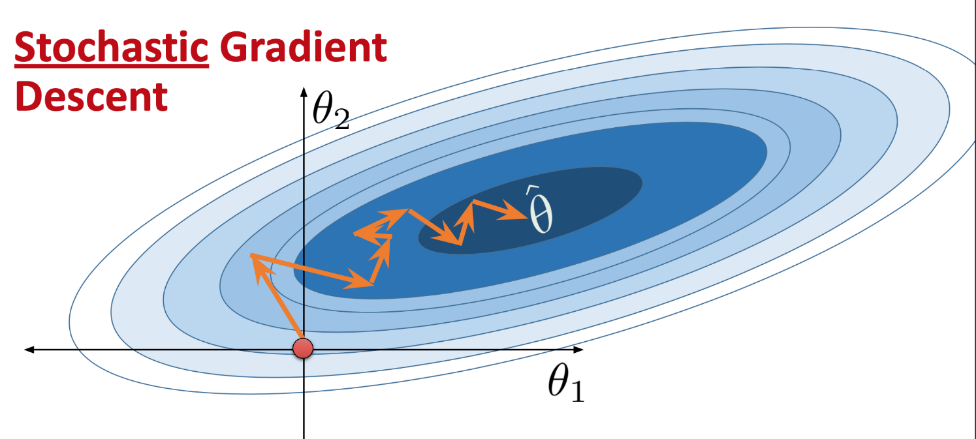 Stochastic Gradient
Descent
θ₂
θ̂
θ₁